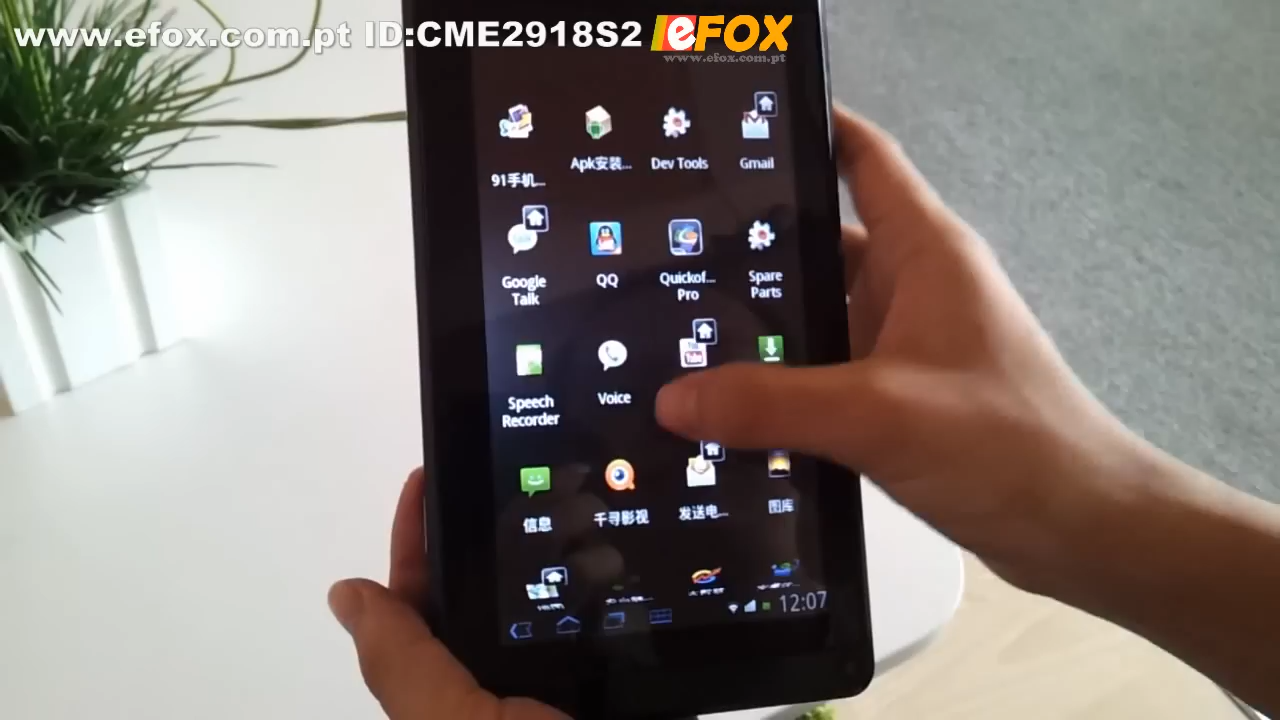 www.efox.com.pt ID:CME2918S2 eFOX
www.efox.com.pt
91手机...
Apk安装...
Dev Tools
Gmail
Google
Talk
QQ
Quickof...
Pro
Spare
Parts
Speech
Recorder
Voice
Tube
信息
千寻影视
发送电...
图库
12:07